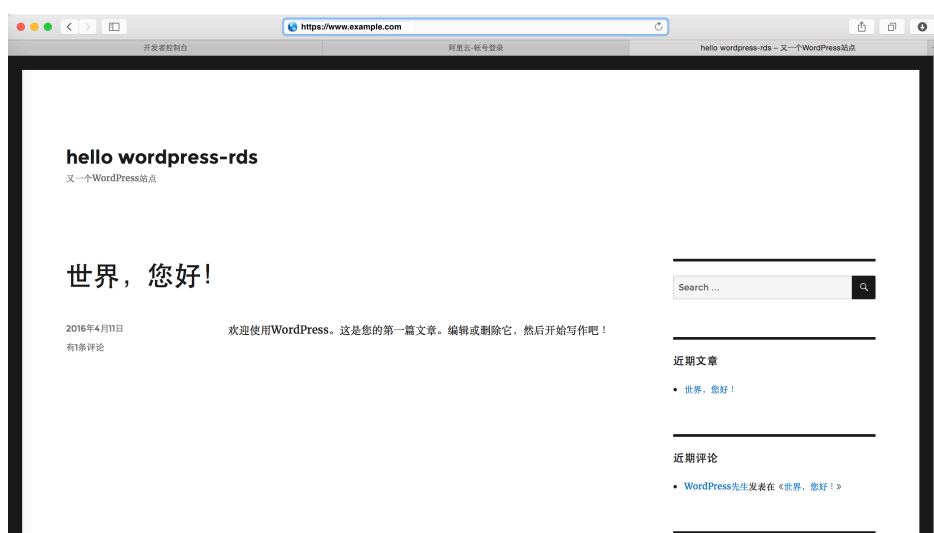 https://www.example.com
开发者控制台
阿里云-帐号登录
hello wordpress-rds – 又一个WordPress站点
hello wordpress-rds
又一个WordPress站点
世界，您好！
2016年4月11日
有1条评论
欢迎使用WordPress。这是您的第一篇文章。编辑或删除它，然后开始写作吧！
Search …
近期文章
世界，您好！
近期评论
WordPress先生发表在《世界，您好！》